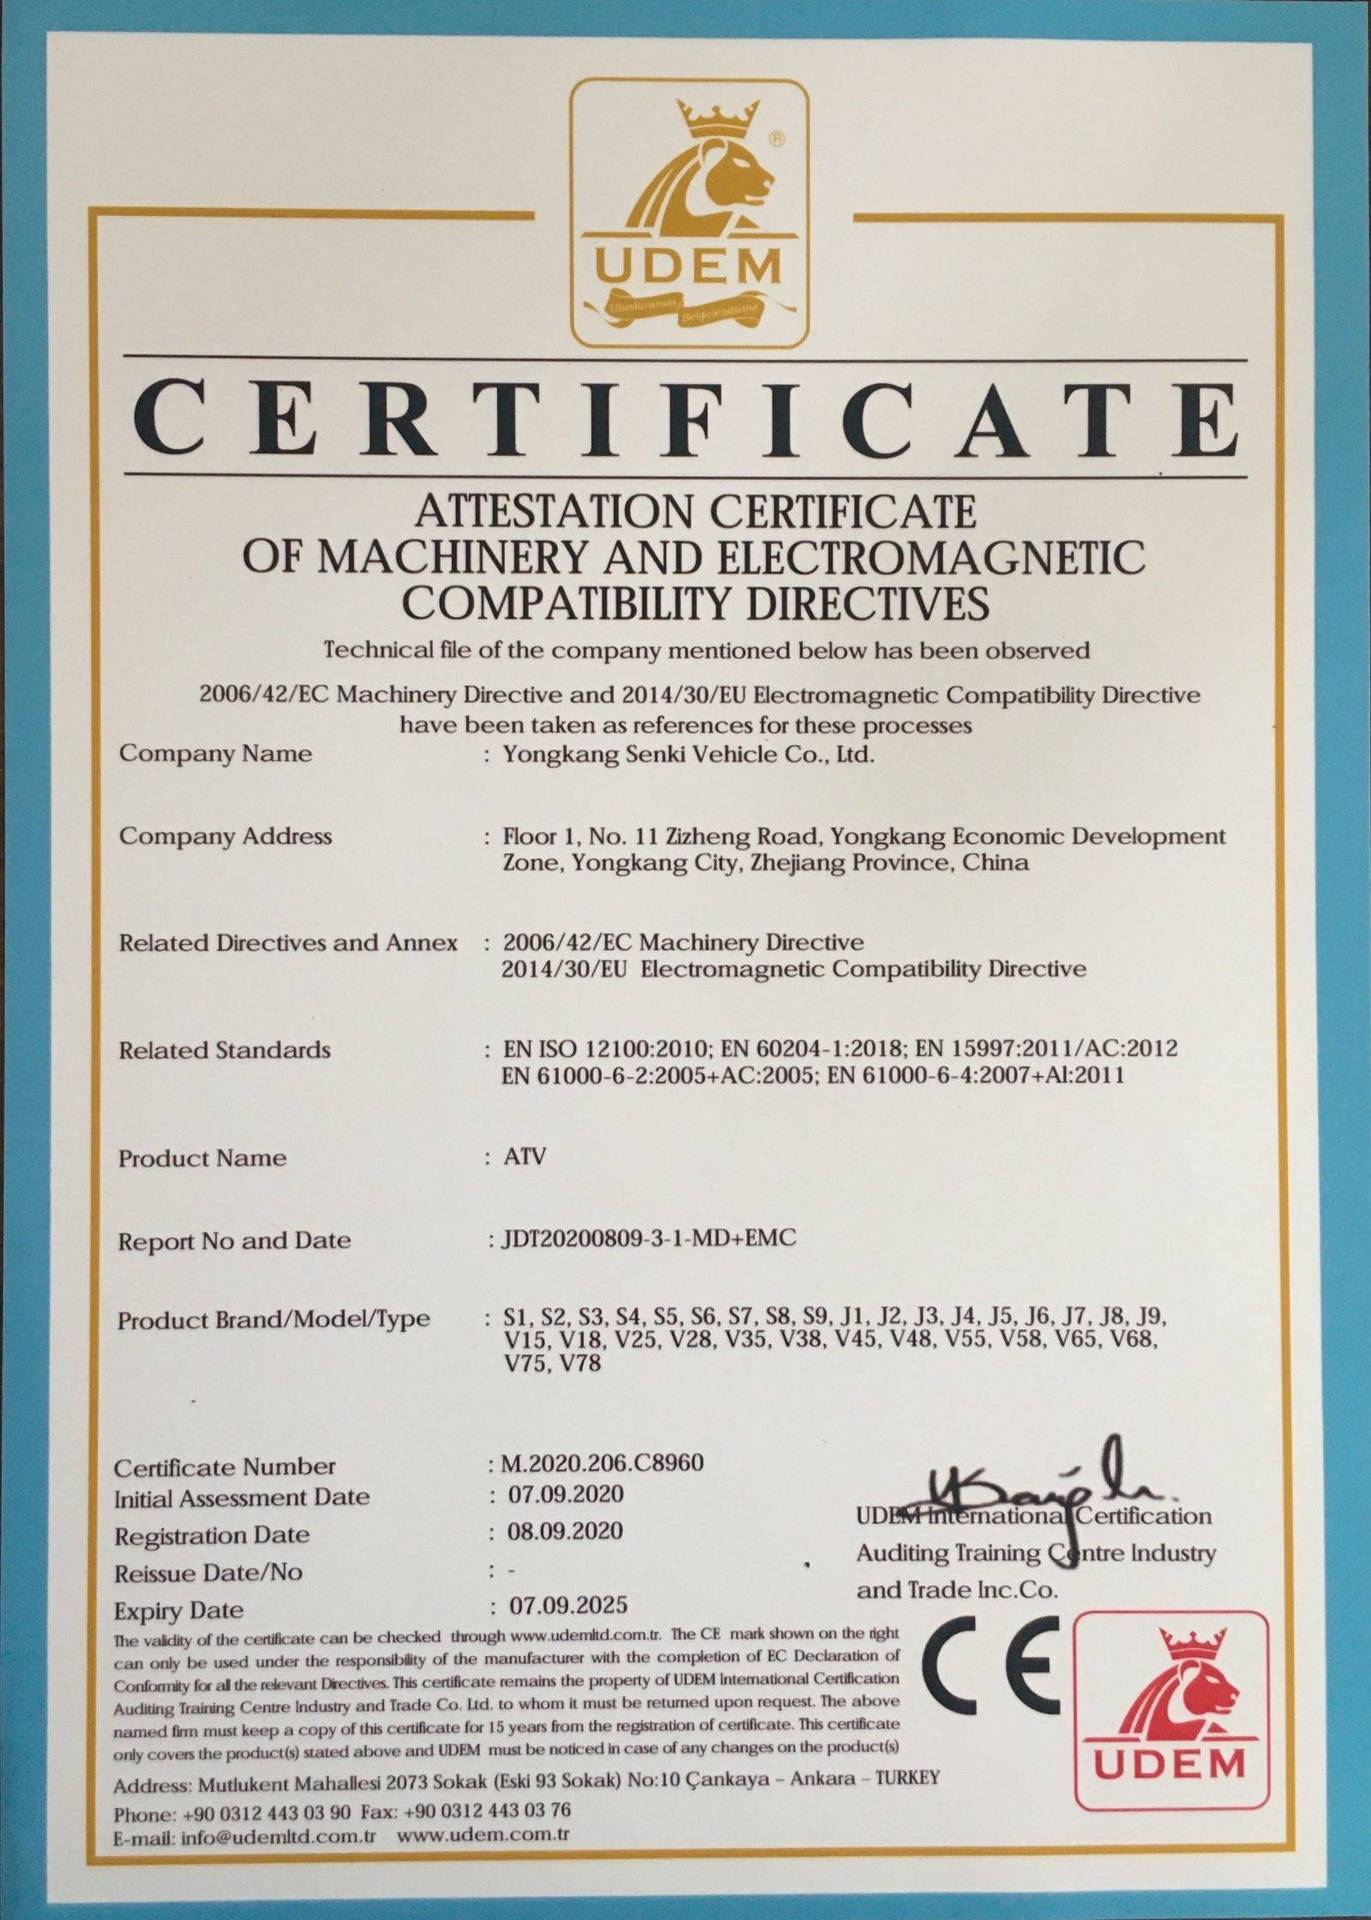 ®
UDEM
Uluslararası
Belgelendirme
CERTIFICATE
ATTESTATION CERTIFICATE
OF MACHINERY AND ELECTROMAGNETIC
COMPATIBILITY DIRECTIVES
Technical file of the company mentioned below has been observed
2006/42/EC Machinery Directive and 2014/30/EU Electromagnetic Compatibility Directive
have been taken as references for these processes
Company Name : Yongkang Senki Vehicle Co., Ltd.
Company Address : Floor 1, No. 11 Zizheng Road, Yongkang Economic Development
Zone, Yongkang City, Zhejiang Province, China
Related Directives and Annex : 2006/42/EC Machinery Directive
2014/30/EU Electromagnetic Compatibility Directive
Related Standards : EN ISO 12100:2010; EN 60204-1:2018; EN 15997:2011/AC:2012
EN 61000-6-2:2005+AC:2005; EN 61000-6-4:2007+Al:2011
Product Name : ATV
Report No and Date : JDT20200809-3-1-MD+EMC
Product Brand/Model/Type : S1, S2, S3, S4, S5, S6, S7, S8, S9, J1, J2, J3, J4, J5, J6, J7, J8, J9,
V15, V18, V25, V28, V35, V38, V45, V48, V55, V58, V65, V68,
V75, V78
Certificate Number : M.2020.206.C8960
Initial Assessment Date : 07.09.2020
Registration Date : 08.09.2020
Reissue Date/No : -
Expiry Date : 07.09.2025
UDEM International Certification
Auditing Training Centre Industry
and Trade Inc.Co.
The validity of the certificate can be checked through www.udemltd.com.tr. The CE mark shown on the right
can only be used under the responsibility of the manufacturer with the completion of EC Declaration of
Conformity for all the relevant Directives. This certificate remains the property of UDEM International Certification
Auditing Training Centre Industry and Trade Co. Ltd. to whom it must be returned upon request. The above
named firm must keep a copy of this certificate for 15 years from the registration of certificate. This certificate
only covers the product(s) stated above and UDEM must be noticed in case of any changes on the product(s)
CE
UDEM
Address: Mutlukent Mahallesi 2073 Sokak (Eski 93 Sokak) No:10 Çankaya – Ankara – TURKEY
Phone: +90 0312 443 03 90 Fax: +90 0312 443 03 76
E-mail: info@udemltd.com.tr www.udem.com.tr